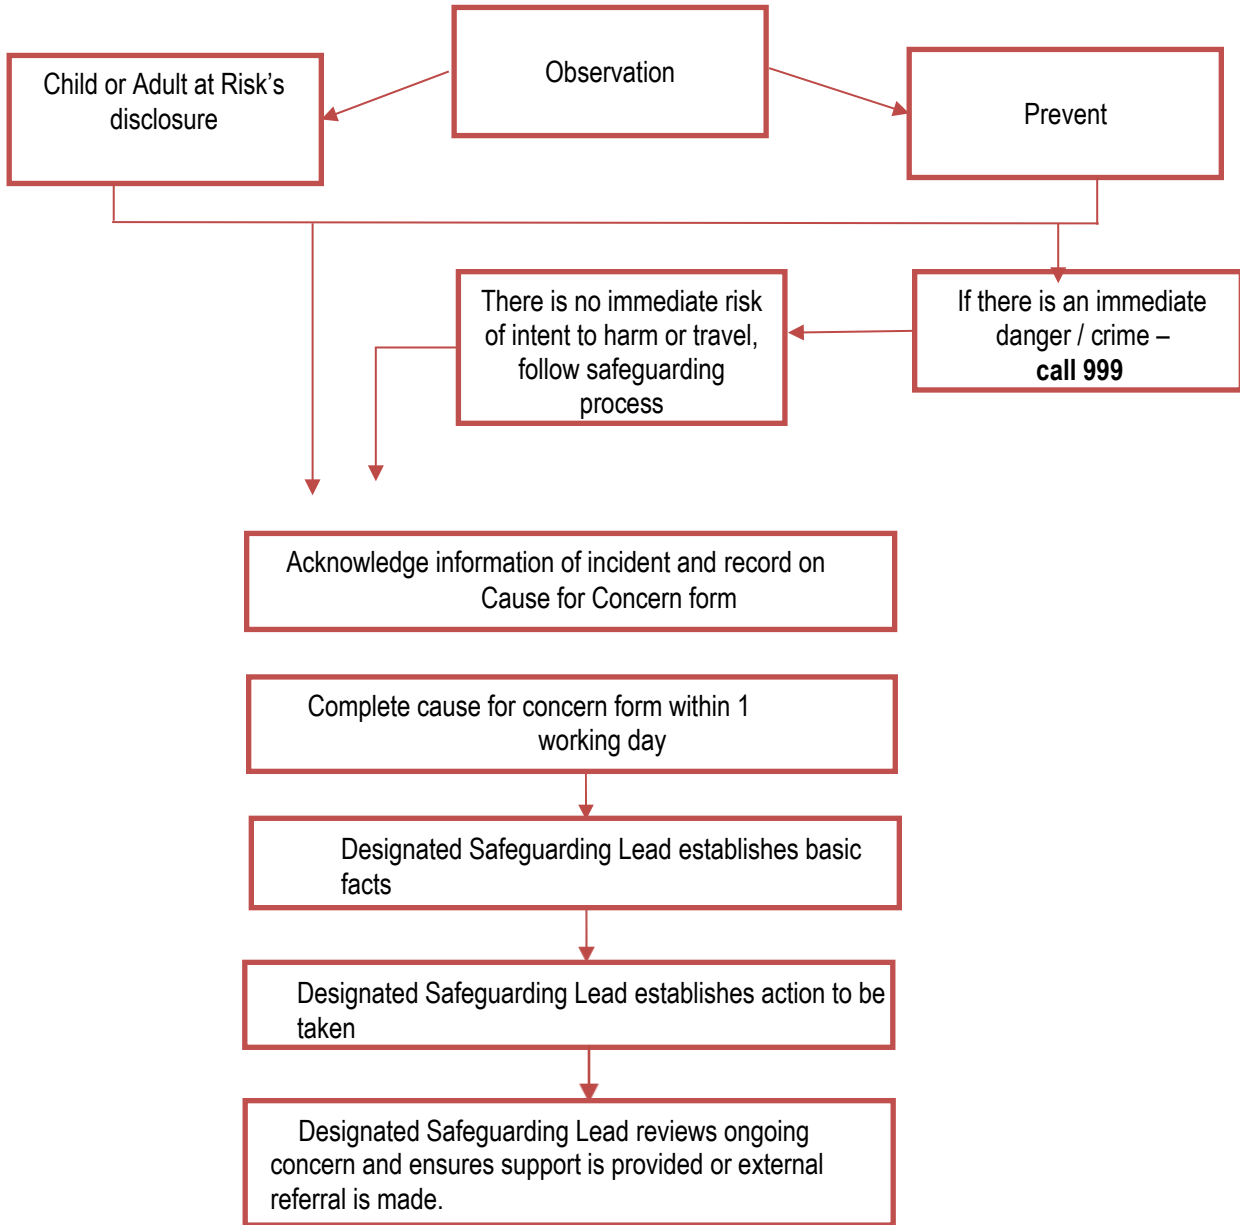 Observation
Child or Adult at Risk's
disclosure
Prevent
There is no immediate risk
of intent to harm or travel,
follow safeguarding
process
If there is an immediate
danger / crime –
call 999
Acknowledge information of incident and record on
Cause for Concern form
Complete cause for concern form within 1
working day
Designated Safeguarding Lead establishes basic
facts
Designated Safeguarding Lead establishes action to be
taken
Designated Safeguarding Lead reviews ongoing
concern and ensures support is provided or external
referral is made.